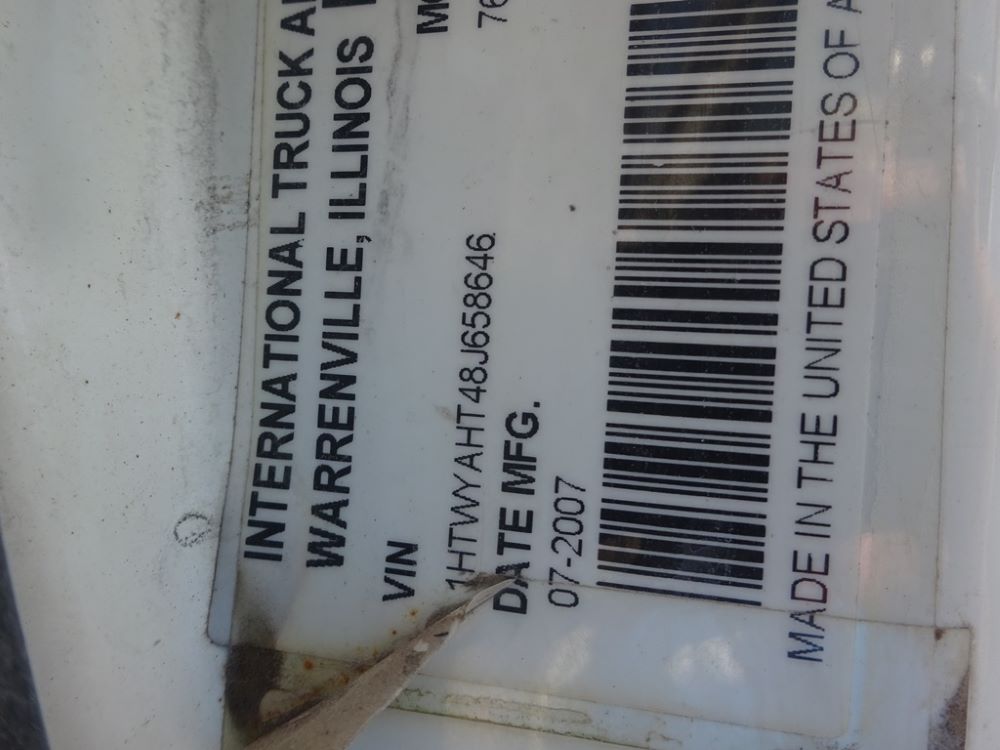 INTERNATIONAL TRUCK A
WARRENVILLE, ILLINOIS
VIN
1HTWYAHT48J658646
DATE MFG.
07-2007
MADE IN THE UNITED STATES OF A